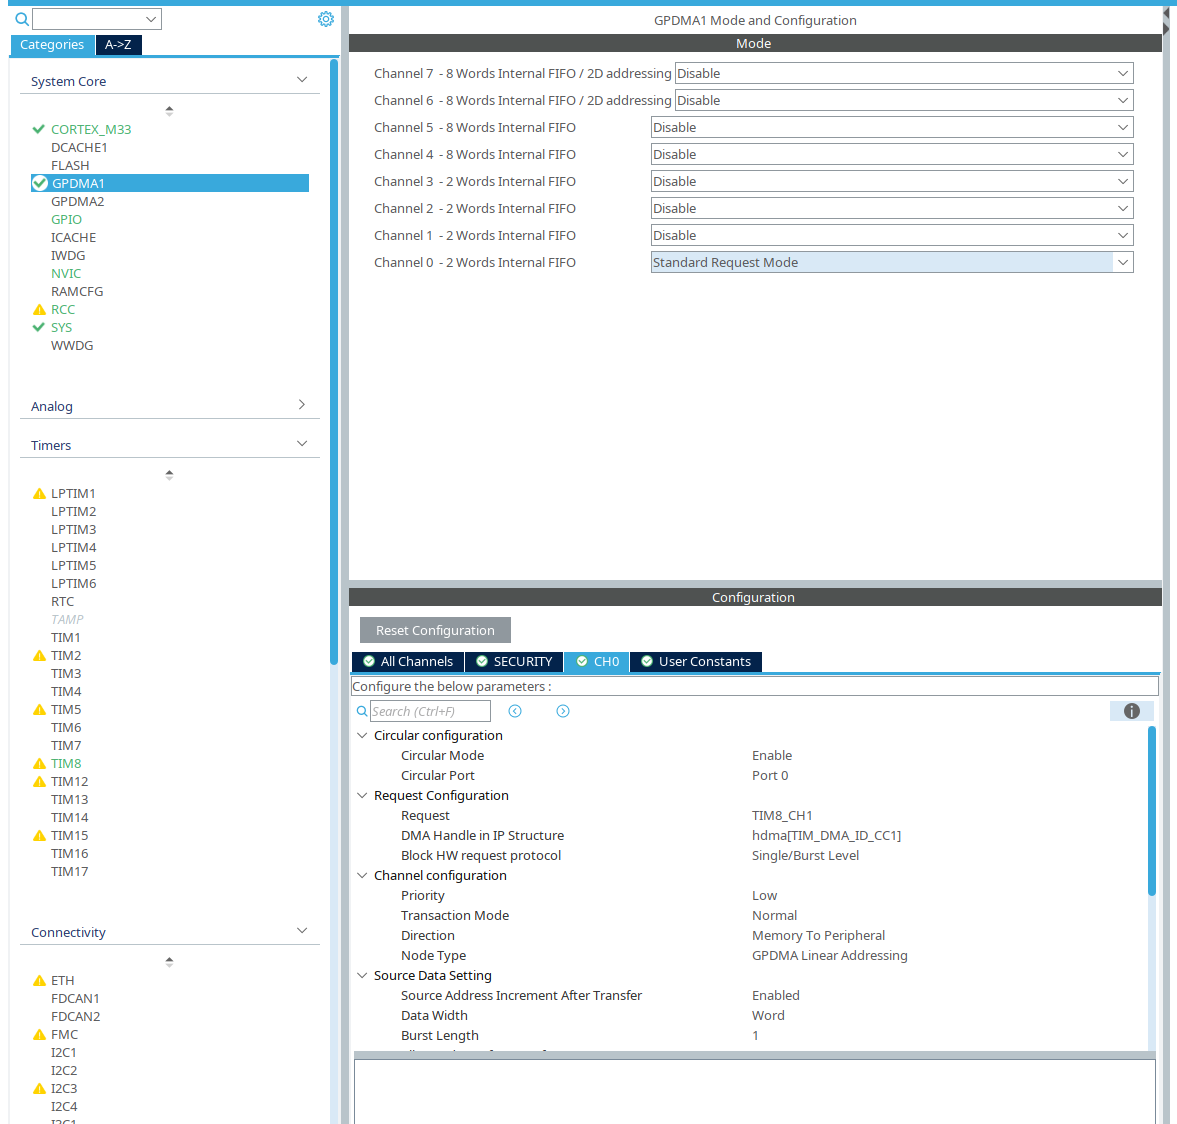 Categories A->Z
System Core
CORTEX_M33
DCACHE1
FLASH
GPDMA1
GPDMA2
GPIO
ICACHE
IWDG
NVIC
RAMCFG
RCC
SYS
WWDG
Analog
Timers
LPTIM1
LPTIM2
LPTIM3
LPTIM4
LPTIM5
LPTIM6
RTC
TAMP
TIM1
TIM2
TIM3
TIM4
TIM5
TIM6
TIM7
TIM8
TIM12
TIM13
TIM14
TIM15
TIM16
TIM17
Connectivity
ETH
FDCAN1
FDCAN2
FMC
I2C1
I2C2
I2C3
I2C4
GPDMA1 Mode and Configuration
Mode
Channel 7 - 8 Words Internal FIFO / 2D addressing Disable
Channel 6 - 8 Words Internal FIFO / 2D addressing Disable
Channel 5 - 8 Words Internal FIFO Disable
Channel 4 - 8 Words Internal FIFO Disable
Channel 3 - 2 Words Internal FIFO Disable
Channel 2 - 2 Words Internal FIFO Disable
Channel 1 - 2 Words Internal FIFO Disable
Channel 0 - 2 Words Internal FIFO Standard Request Mode
Configuration
Reset Configuration
All Channels SECURITY CH0 User Constants
Configure the below parameters :
Search (Ctrl+F)
Circular configuration
Circular Mode Enable
Circular Port Port 0
Request Configuration
Request TIM8_CH1
DMA Handle in IP Structure hdma[TIM_DMA_ID_CC1]
Block HW request protocol Single/Burst Level
Channel configuration
Priority Low
Transaction Mode Normal
Direction Memory To Peripheral
Node Type GPDMA Linear Addressing
Source Data Setting
Source Address Increment After Transfer Enabled
Data Width Word
Burst Length 1